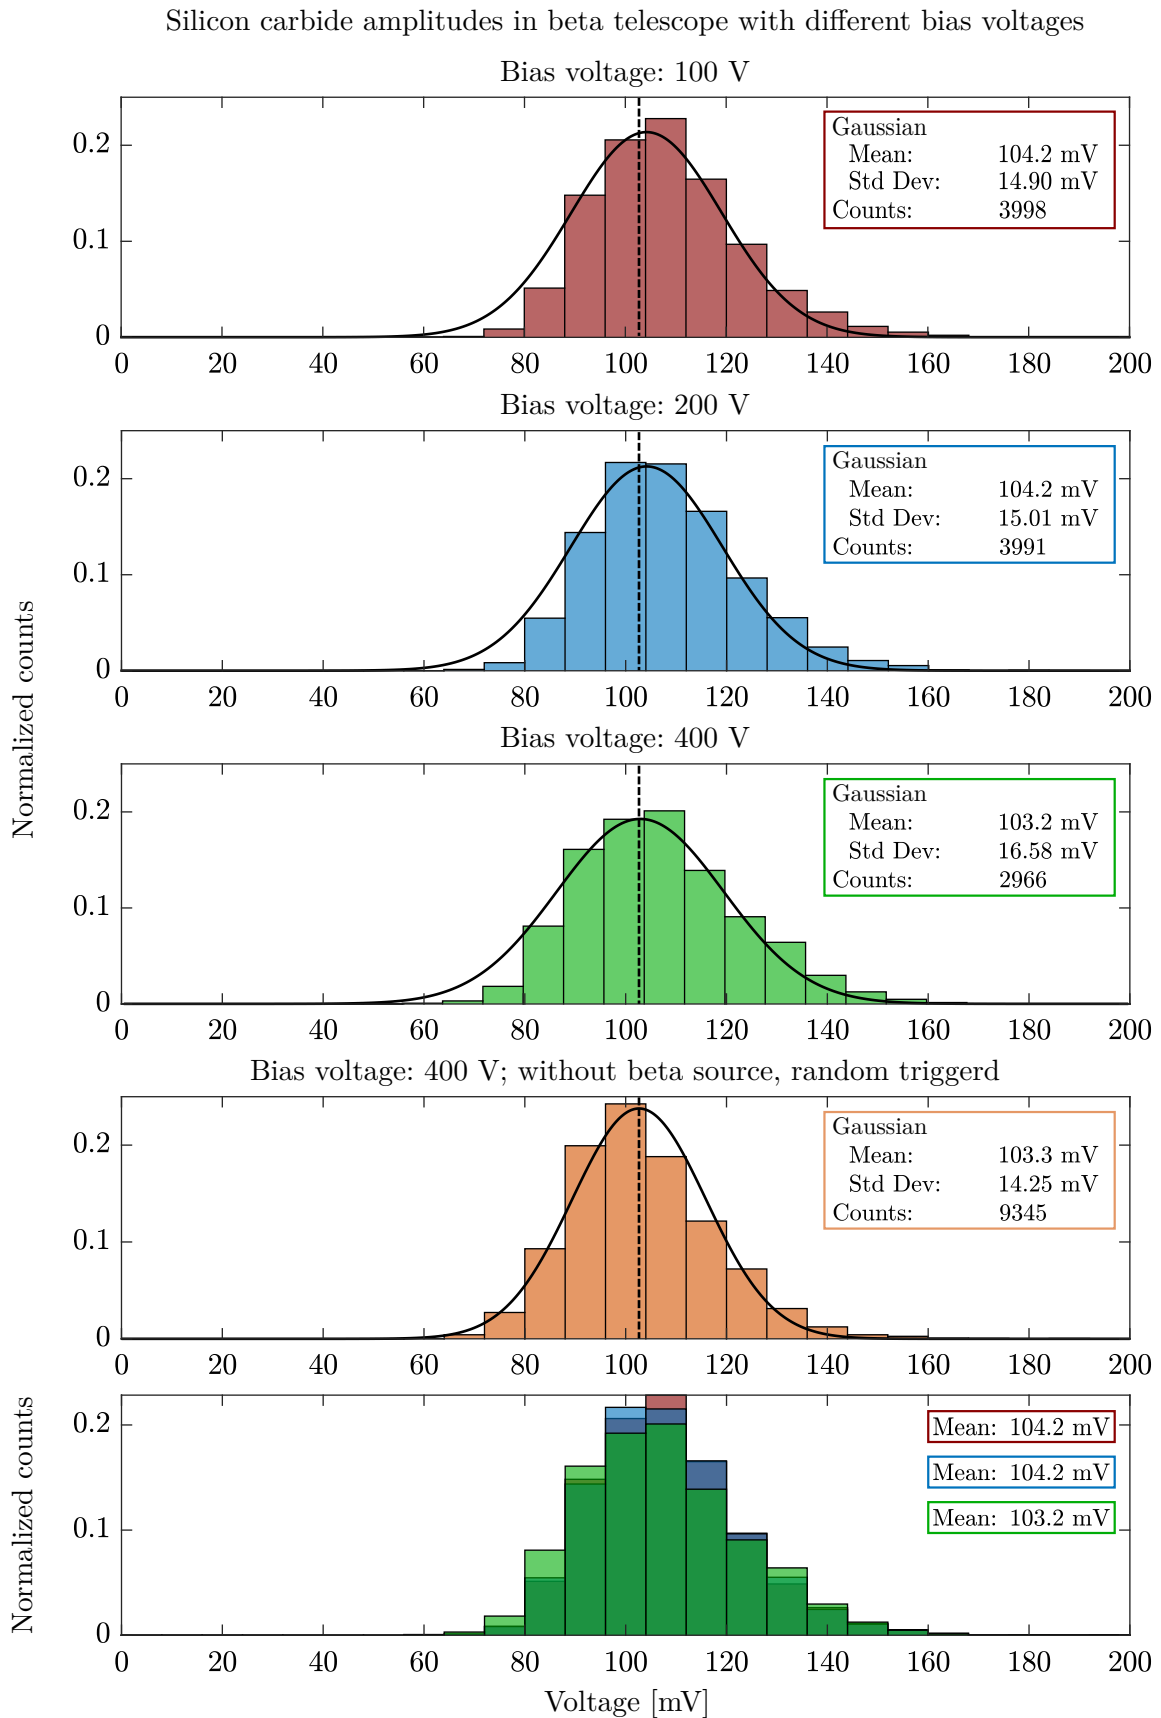 Silicon carbide amplitudes in beta telescope with different bias voltages
Bias voltage: 100 V
0.2
0.1
0
Gaussian
Mean: 104.2 mV
Std Dev: 14.90 mV
Counts: 3998
0 20 40 60 80 100 120 140 160 180 200
Bias voltage: 200 V
0.2
0.1
0
Gaussian
Mean: 104.2 mV
Std Dev: 15.01 mV
Counts: 3991
0 20 40 60 80 100 120 140 160 180 200
Normalized counts
Bias voltage: 400 V
0.2
0.1
0
Gaussian
Mean: 103.2 mV
Std Dev: 16.58 mV
Counts: 2966
0 20 40 60 80 100 120 140 160 180 200
Bias voltage: 400 V; without beta source, random triggerd
0.2
0.1
0
Gaussian
Mean: 103.3 mV
Std Dev: 14.25 mV
Counts: 9345
0 20 40 60 80 100 120 140 160 180 200
Normalized counts
0.2
0.1
0
Mean: 104.2 mV
Mean: 104.2 mV
Mean: 103.2 mV
0 20 40 60 80 100 120 140 160 180 200
Voltage [mV]